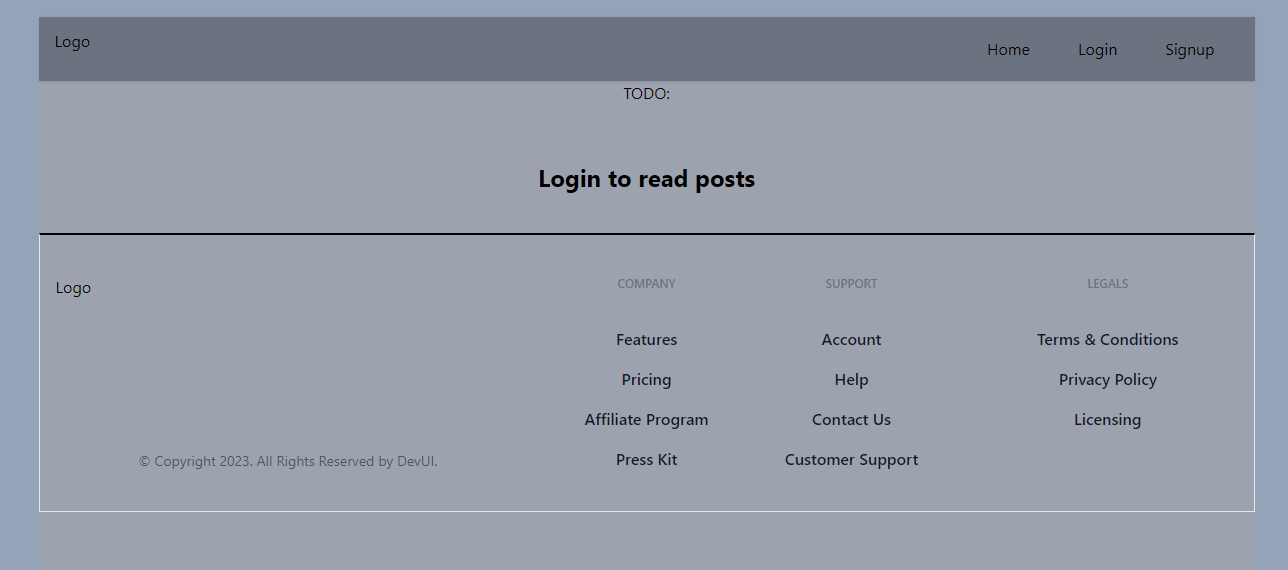 Logo
Home Login Signup
TODO:
Login to read posts
Logo
© Copyright 2023. All Rights Reserved by DevUI.
COMPANY
Features
Pricing
Affiliate Program
Press Kit
SUPPORT
Account
Help
Contact Us
Customer Support
LEGALS
Terms & Conditions
Privacy Policy
Licensing